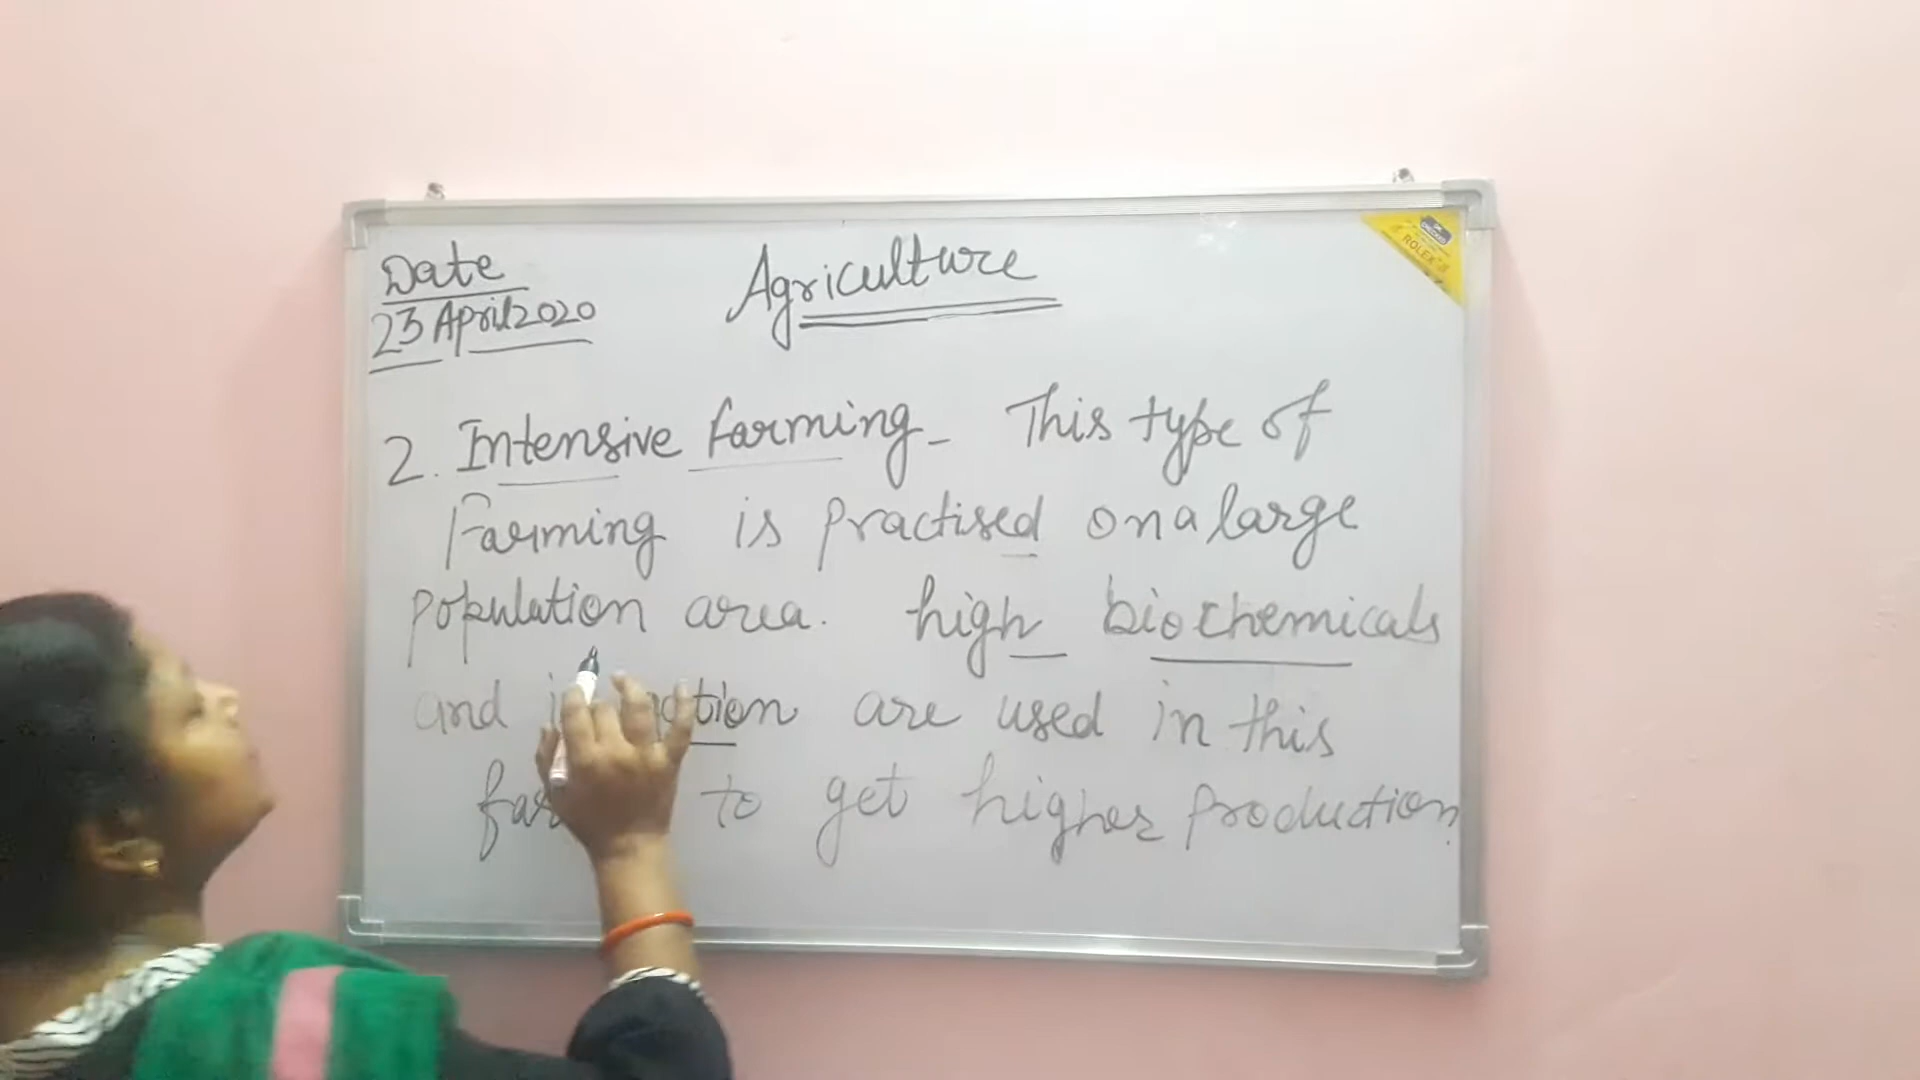 Date
23 April 2020
Agriculture
ROLEX
2. Intensive farming - This type of
Farming is practised on a large
population area. high biochemicals
and are used in this
to get higher production.